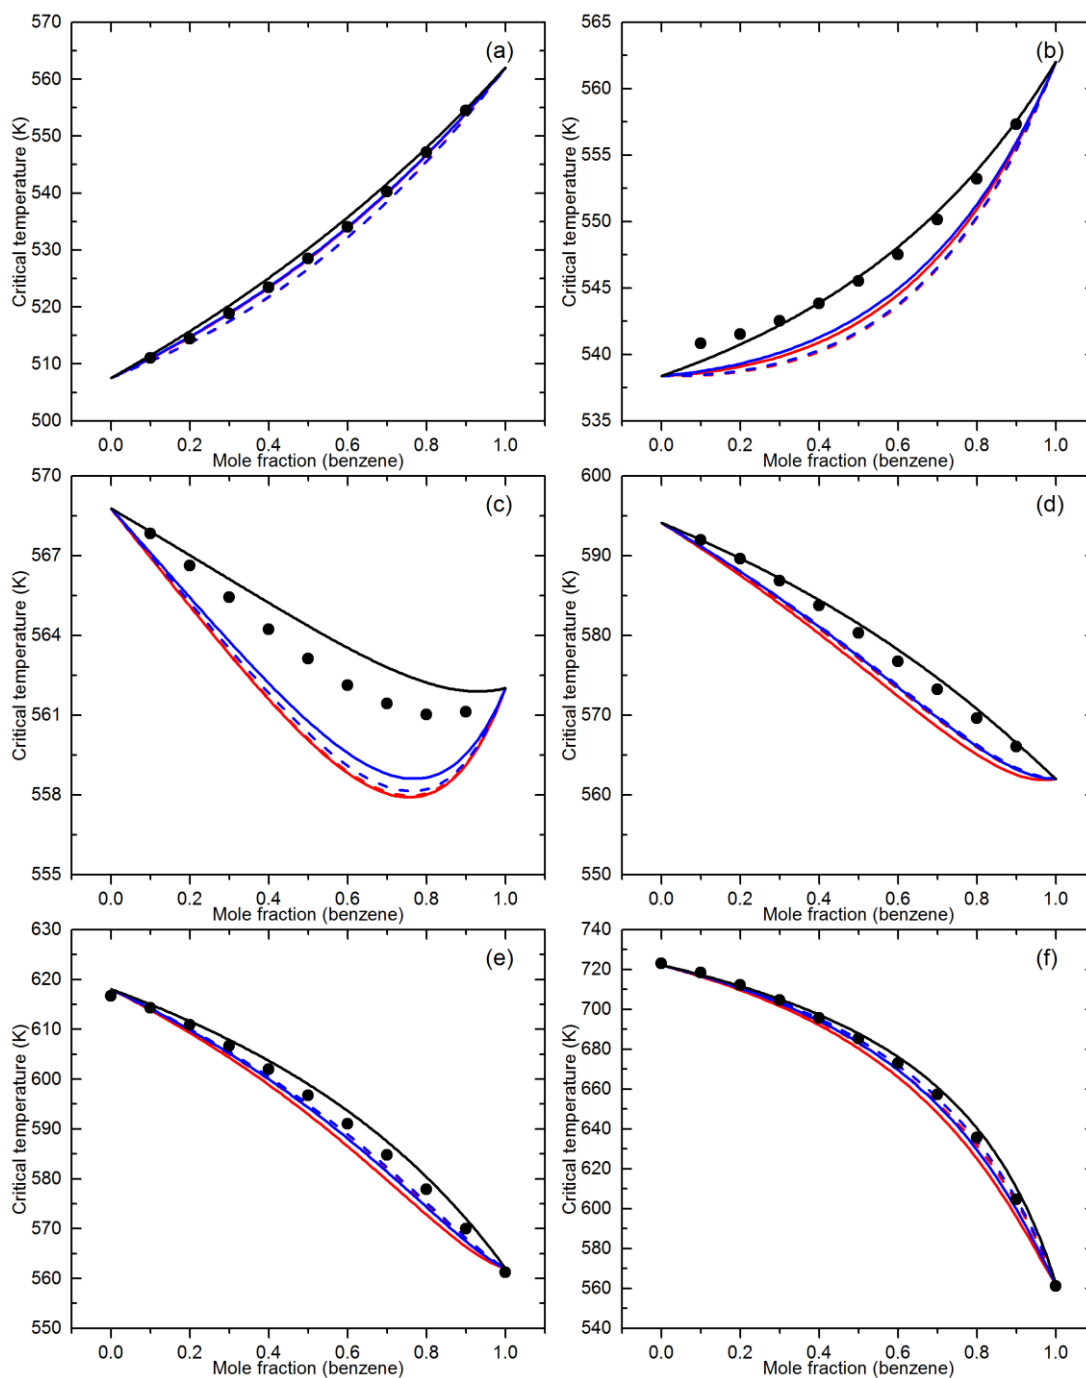 570
560
550
540
530
520
510
500
Critical temperature (K)
(a)
0.0 0.2 0.4 0.6 0.8 1.0
Mole fraction (benzene)
565
560
555
550
545
540
535
Critical temperature (K)
(b)
0.0 0.2 0.4 0.6 0.8 1.0
Mole fraction (benzene)
570
567
564
561
558
555
Critical temperature (K)
(c)
0.0 0.2 0.4 0.6 0.8 1.0
Mole fraction (benzene)
600
590
580
570
560
550
Critical temperature (K)
(d)
0.0 0.2 0.4 0.6 0.8 1.0
Mole fraction (benzene)
630
620
610
600
590
580
570
560
550
Critical temperature (K)
(e)
0.0 0.2 0.4 0.6 0.8 1.0
Mole fraction (benzene)
740
720
700
680
660
640
620
600
580
560
540
Critical temperature (K)
(f)
0.0 0.2 0.4 0.6 0.8 1.0
Mole fraction (benzene)